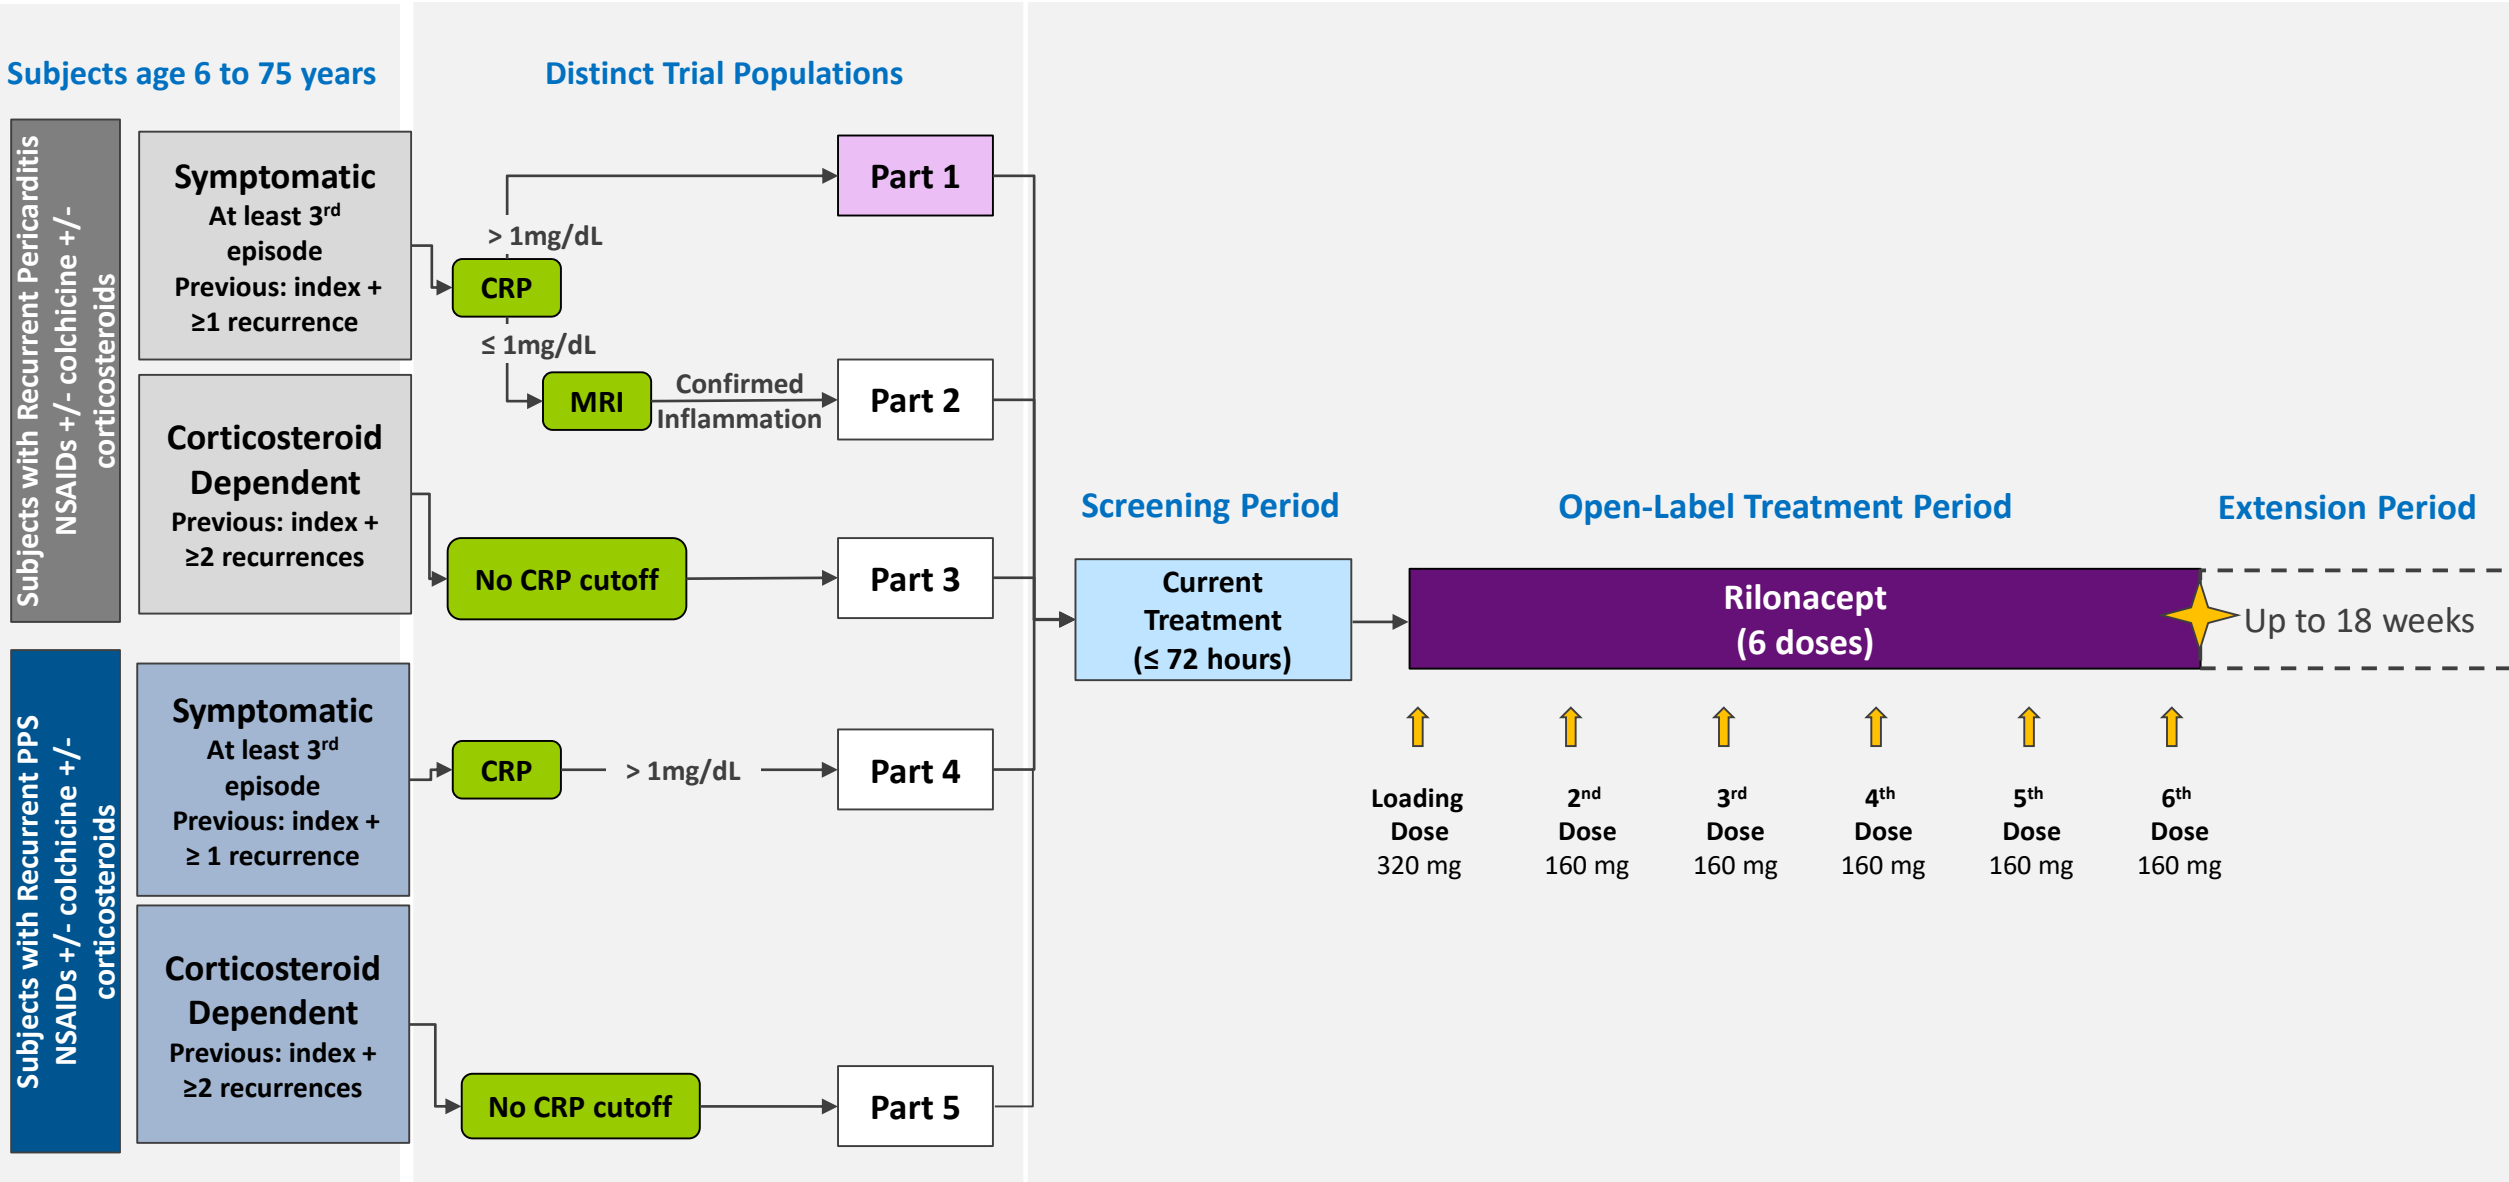 Subjects age 6 to 75 years
Distinct Trial Populations
Subjects with Recurrent Pericarditis
NSAIDs +/- colchicine +/-
corticosteroids
Symptomatic
At least 3rd
episode
Previous: index +
≥1 recurrence
Corticosteroid
Dependent
Previous: index +
≥2 recurrences
Subjects with Recurrent PPS
NSAIDs +/- colchicine +/-
corticosteroids
Symptomatic
At least 3rd
episode
Previous: index +
≥ 1 recurrence
Corticosteroid
Dependent
Previous: index +
≥2 recurrences
> 1mg/dL
CRP
≤ 1mg/dL
MRI
Confirmed
Inflammation
No CRP cutoff
CRP
> 1mg/dL
No CRP cutoff
Part 1
Part 2
Part 3
Part 4
Part 5
Screening Period
Current
Treatment
(≤ 72 hours)
Open-Label Treatment Period
Rilonacept
(6 doses)
Extension Period
Up to 18 weeks
Loading
Dose
320 mg
2nd
Dose
160 mg
3rd
Dose
160 mg
4th
Dose
160 mg
5th
Dose
160 mg
6th
Dose
160 mg